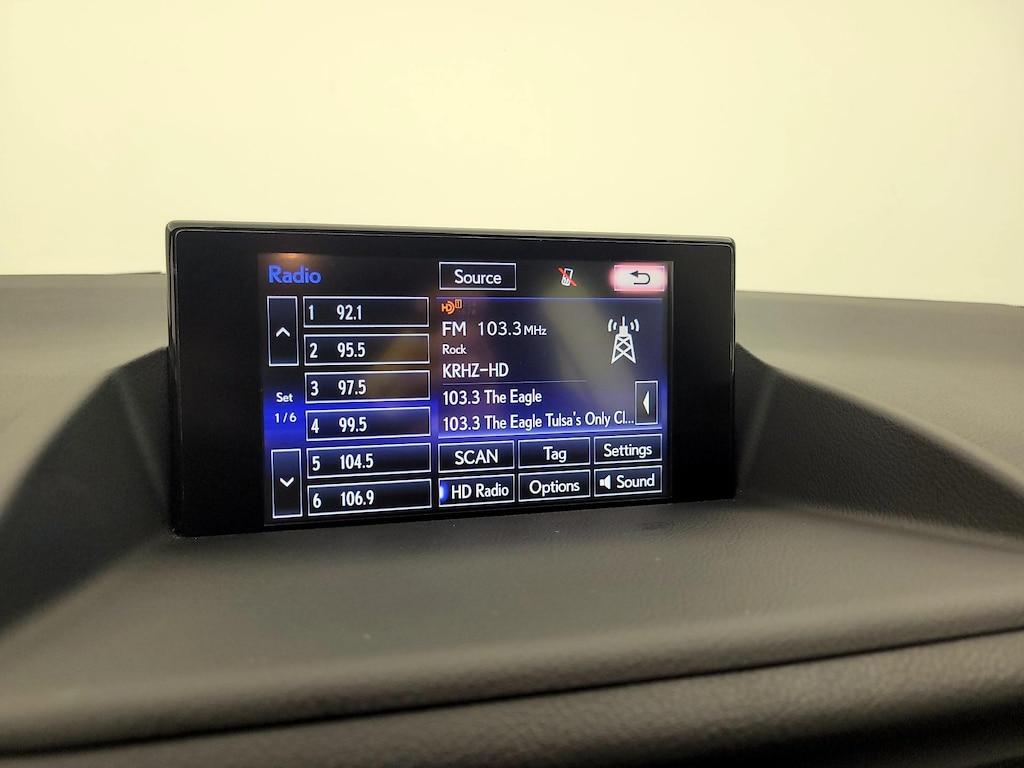 Radio
Source
1 92.1
2 95.5
3 97.5
4 99.5
5 104.5
6 106.9
Set
1/6
HD
FM 103.3 MHz
Rock
KRHZ-HD
103.3 The Eagle
103.3 The Eagle Tulsa's Only Cl...
SCAN
Tag
Settings
HD Radio
Options
Sound